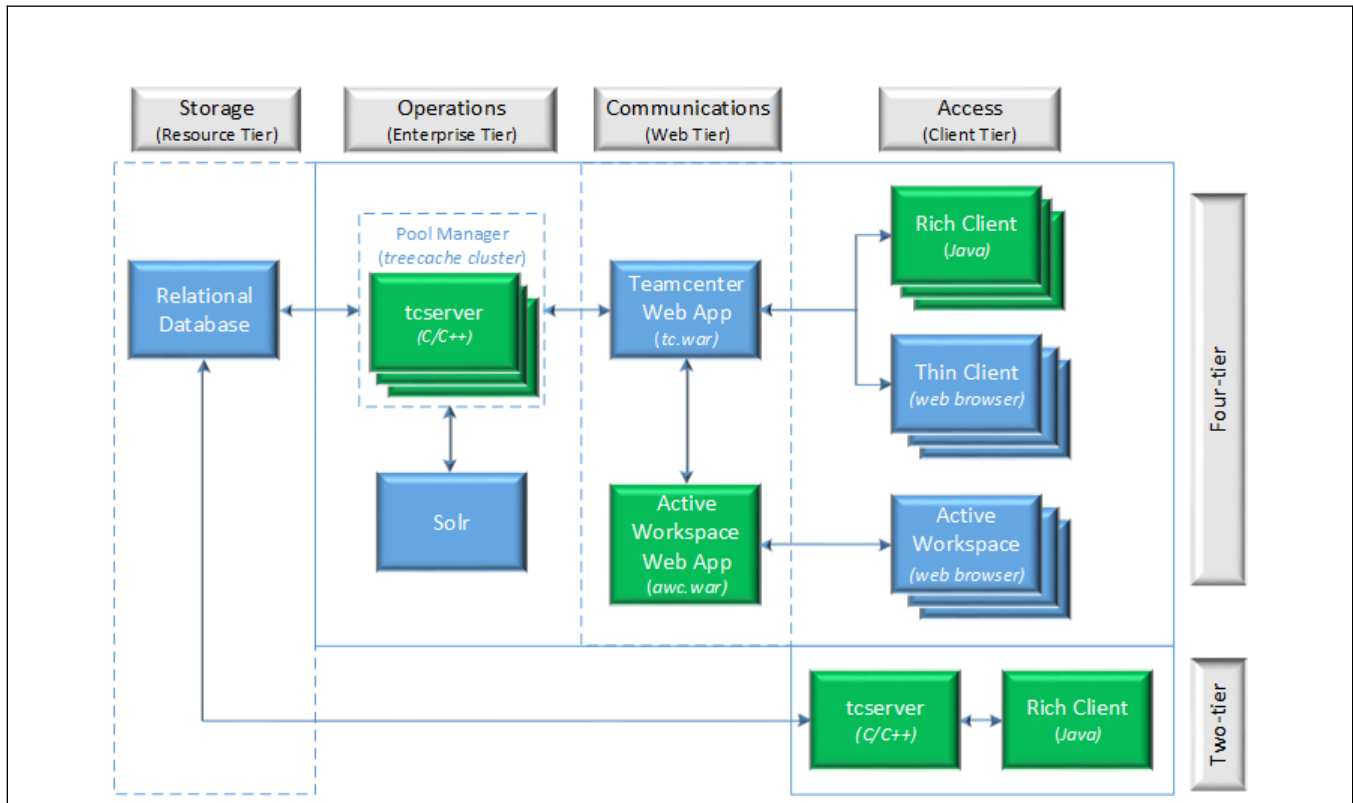 Storage
(Resource Tier)
Operations
(Enterprise Tier)
Communications
(Web Tier)
Access
(Client Tier)
Pool Manager
(treecache cluster)
Relational
Database
tcserver
(C/C++)
Solr
Teamcenter
Web App
(tc.war)
Active
Workspace
Web App
(awc.war)
Rich Client
(Java)
Thin Client
(web browser)
Active
Workspace
(web browser)
Four-tier
tcserver
(C/C++)
Rich Client
(Java)
Two-tier